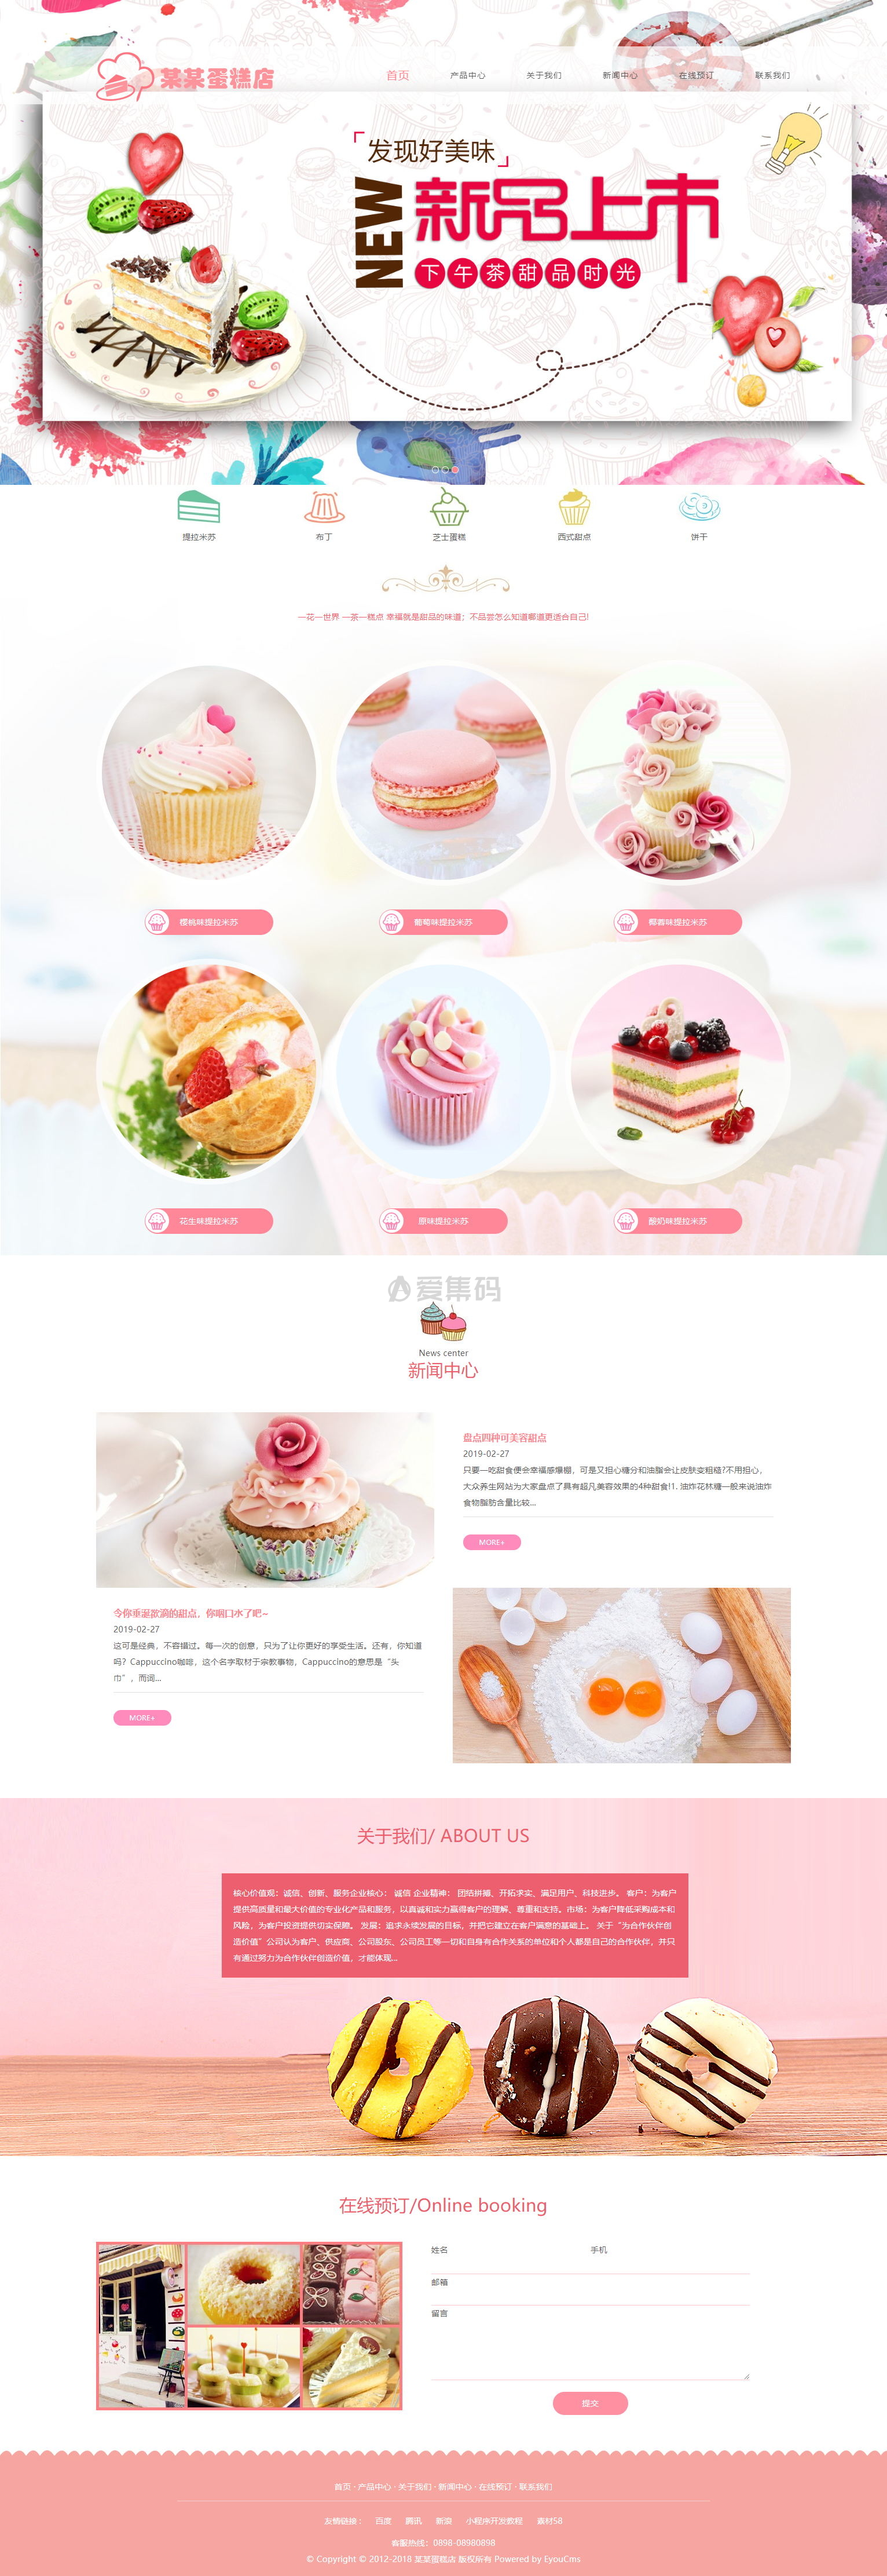 某某蛋糕店
首页 产品中心 关于我们 新闻中心 在线预订 联系我们
发现好美味
NEW 新品上市
下午茶甜品时光
提拉米苏 布丁 芝士蛋糕 西式甜点 饼干
一花一世界 一茶一糕点 幸福就是甜品的味道；不品尝怎么知道哪道更适合自己!
樱桃味提拉米苏 葡萄味提拉米苏 椰蓉味提拉米苏
花生味提拉米苏 原味提拉米苏 酸奶味提拉米苏
爱集码
News center
新闻中心
盘点四种可美容甜点
2019-02-27
只要一吃甜食便会幸福感爆棚，可是又担心糖分和油脂会让皮肤变粗糙?不用担心，
大众养生网站为大家盘点了具有超凡美容效果的4种甜食!1. 油炸花林糖一般来说油炸
食物脂肪含量比较...
MORE+
令你垂涎欲滴的甜点，你咽口水了吧~
2019-02-27
这可是经典，不容错过。每一次的创意，只为了让你更好的享受生活。还有，你知道
吗？Cappuccino咖啡，这个名字取材于宗教事物，Cappuccino的意思是“头
巾”，而词...
MORE+
关于我们/ ABOUT US
核心价值观：诚信、创新、服务企业核心： 诚信 企业精神： 团结拼搏、开拓求实、满足用户、科技进步。 客户：为客户
提供高质量和最大价值的专业化产品和服务，以真诚和实力赢得客户的理解、尊重和支持。市场：为客户降低采购成本和
风险，为客户投资提供切实保障。 发展：追求永续发展的目标，并把它建立在客户满意的基础上。 关于“为合作伙伴创
造价值”公司认为客户、供应商、公司股东、公司员工等一切和自身有合作关系的单位和个人都是自己的合作伙伴，并只
有通过努力为合作伙伴创造价值，才能体现...
在线预订/Online booking
姓名 手机
邮箱
留言
提交
首页 · 产品中心 · 关于我们 · 新闻中心 · 在线预订 · 联系我们
友情链接： 百度 腾讯 新浪 小程序开发教程 素材58
客服热线：0898-08980898
© Copyright © 2012-2018 某某蛋糕店 版权所有 Powered by EyouCms